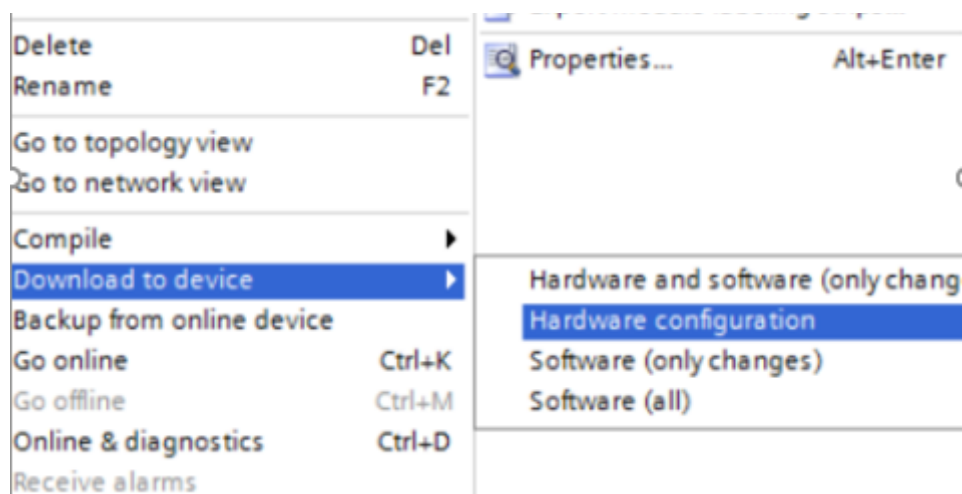 Delete Del
Rename F2
Go to topology view
Go to network view
Compile
Download to device
Backup from online device
Go online Ctrl+K
Go offline Ctrl+M
Online & diagnostics Ctrl+D
Receive alarms
Properties... Alt+Enter
Hardware and software (only chang
Hardware configuration
Software (only changes)
Software (all)